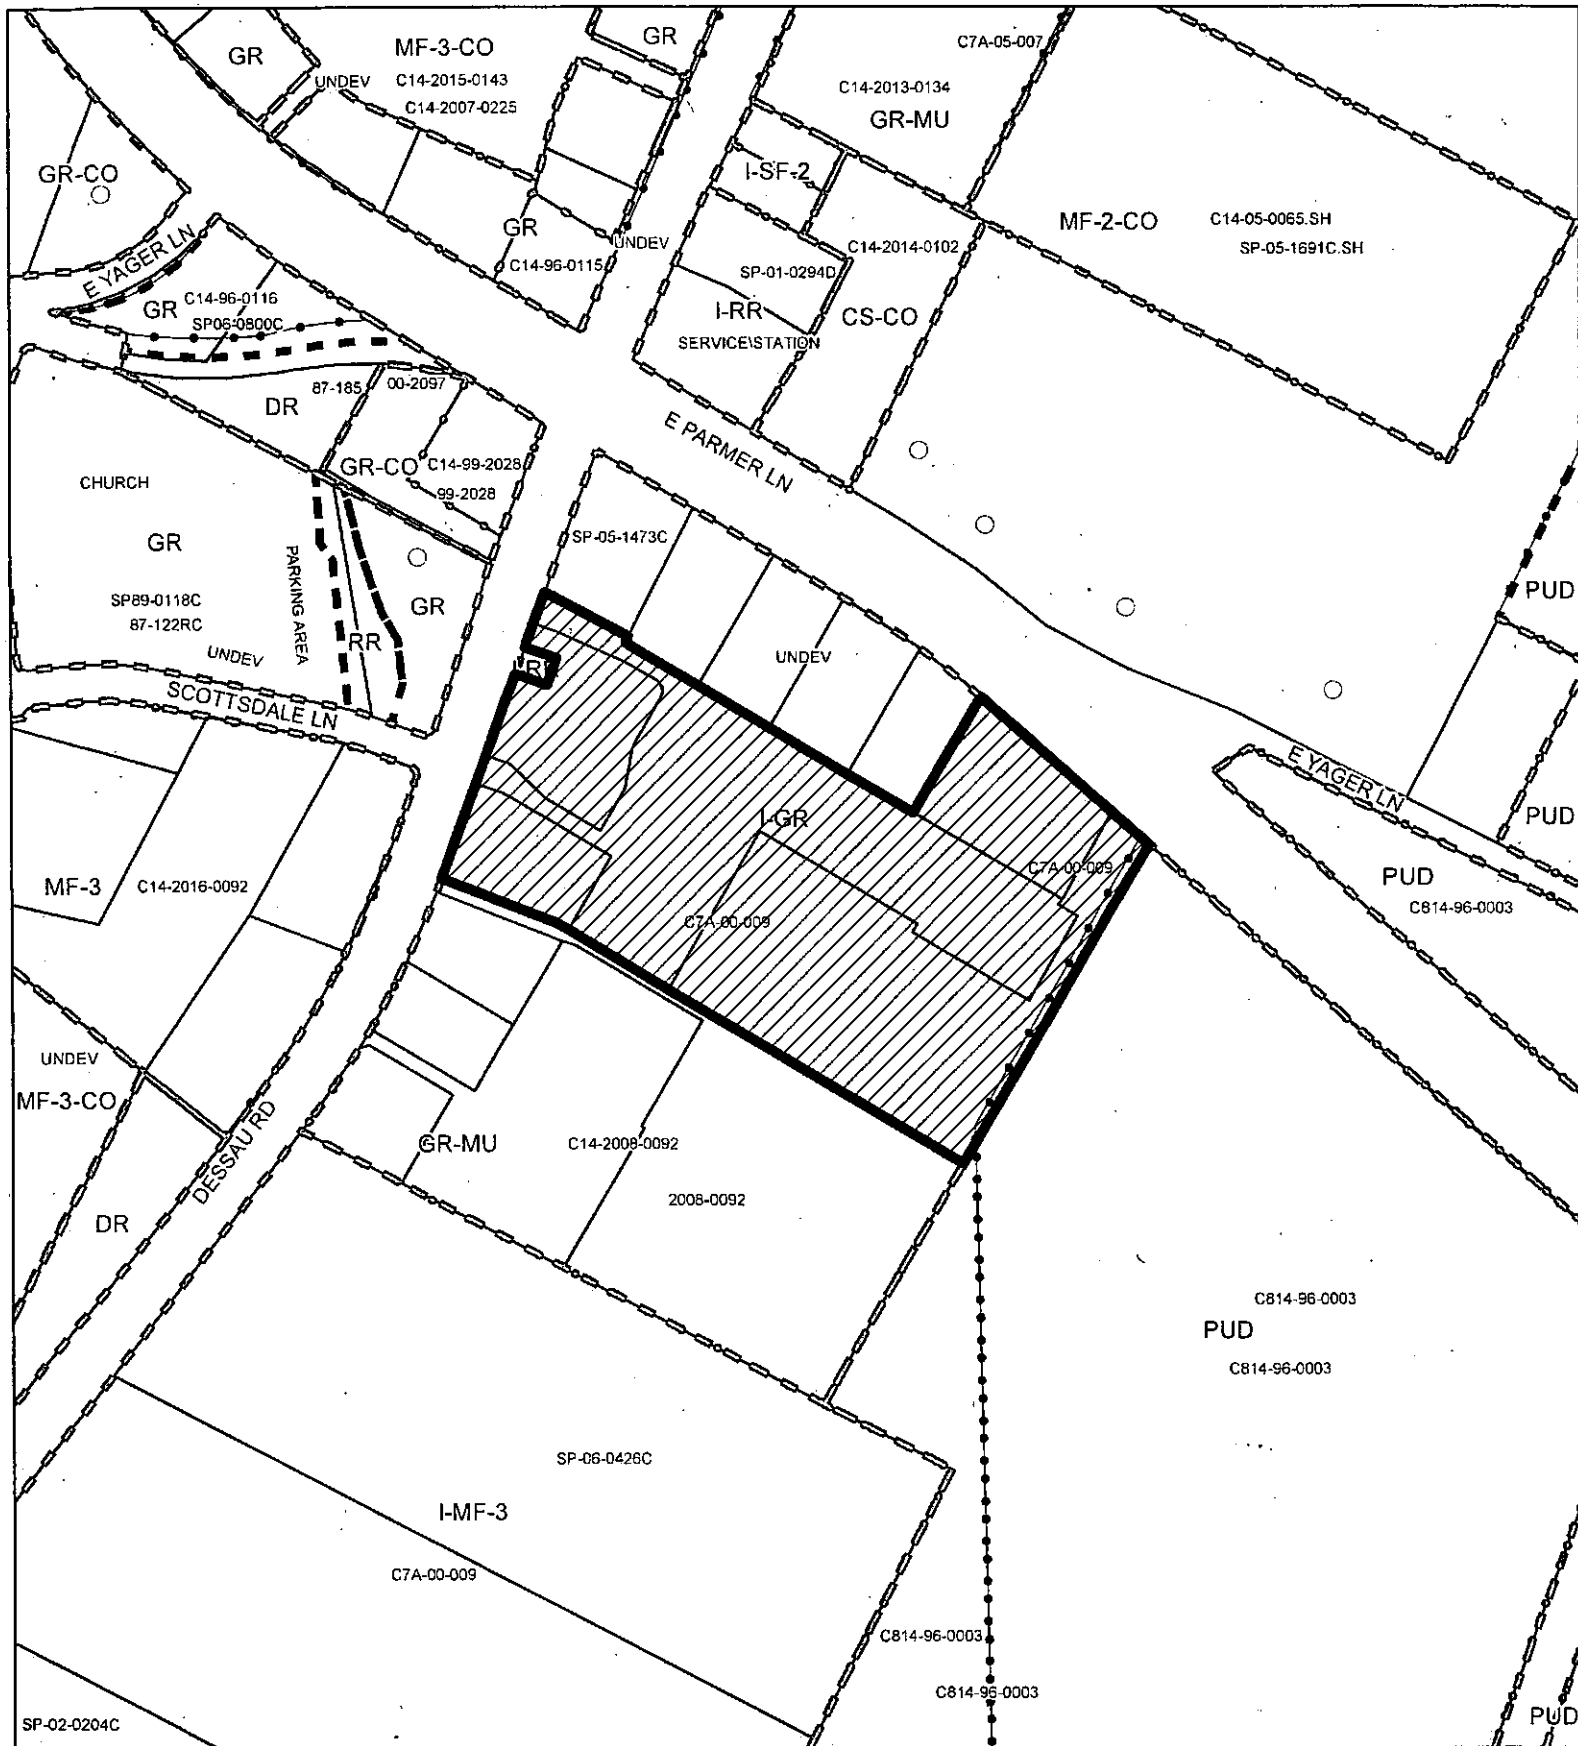 GR
MF-3-CO
GR
C7A-05-007
UNDEV
C14-2015-0143
C14-2007-0225
C14-2013-0134
GR-MU
GR-CO
I-SF-2
MF-2-CO
C14-05-0065.SH
SP-05-1691C.SH
E YAGER LN
GR
C14-96-0115
UNDEV
C14-2014-0102
SP-01-0294D
GR
C14-96-0116
SP06-0800C
I-RR
CS-CO
SERVICE STATION
87-185
00-2097
DR
E PARMER LN
CHURCH
GR-CO
C14-99-2028
99-2028
GR
PARKING AREA
SP-05-1473C
SP89-0118C
87-122RC
GR
PUD
UNDEV
RR
UNDEV
SCOTTSDALE LN
E YAGER LN
PUD
I-GR
MF-3
C14-2016-0092
C7A-00-009
PUD
C814-96-0003
C7A-00-009
UNDEV
MF-3-CO
DESSAU RD
GR-MU
C14-2008-0092
2008-0092
DR
C814-96-0003
PUD
C814-96-0003
SP-06-0426C
I-MF-3
C7A-00-009
C814-96-0003
C814-96-0003
SP-02-0204C
PUD